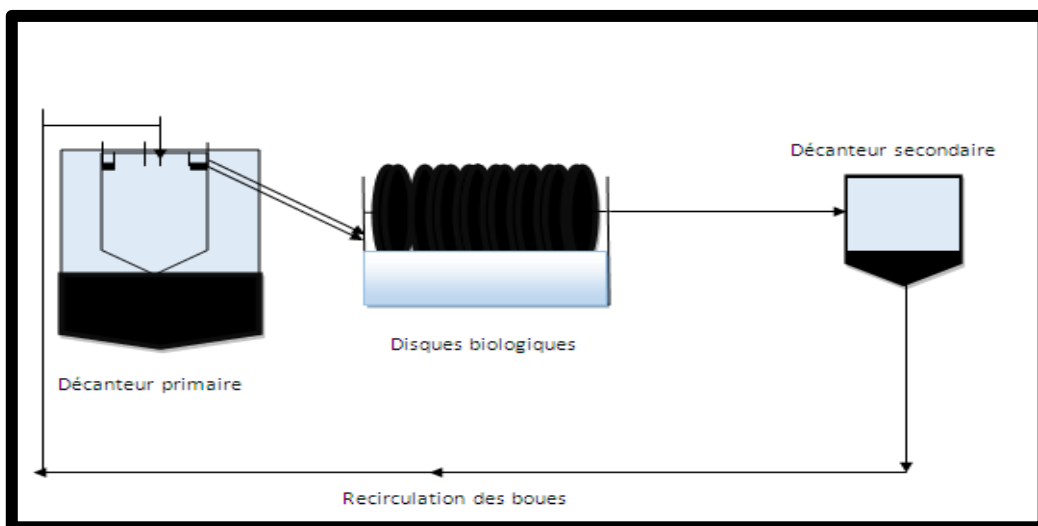 Décanteur secondaire
Disques biologiques
Décanteur primaire
Recirculation des boues